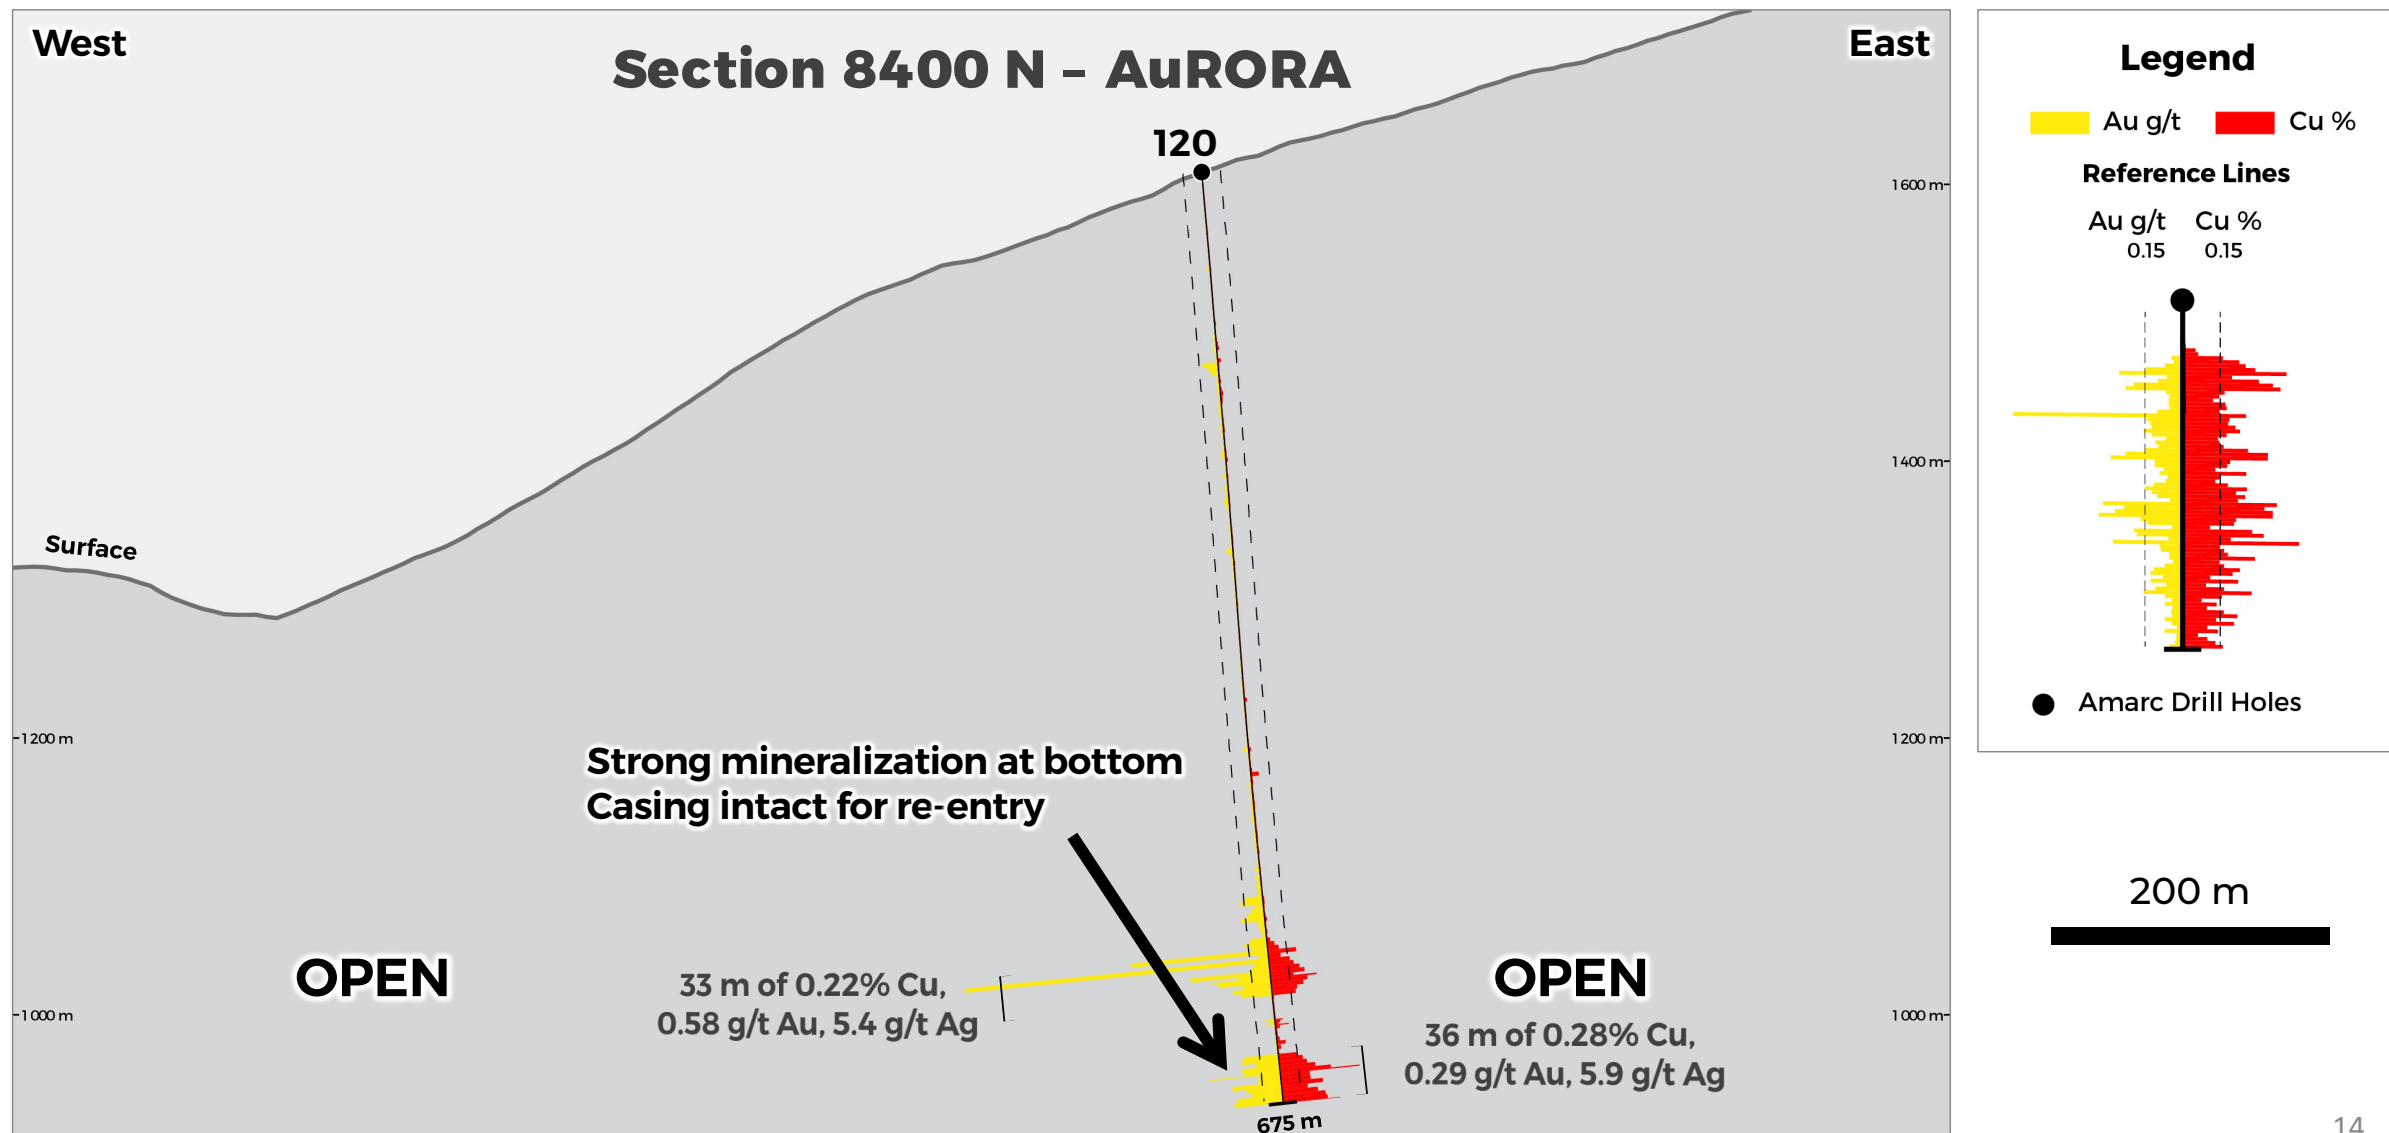 West
East
Section 8400 N – AuRORA
120
1600 m
1400 m
Surface
1200 m
1200 m
Strong mineralization at bottom
Casing intact for re-entry
OPEN
OPEN
33 m of 0.22% Cu,
0.58 g/t Au, 5.4 g/t Ag
1000 m
1000 m
36 m of 0.28% Cu,
0.29 g/t Au, 5.9 g/t Ag
675 m
Legend
Au g/t
Cu %
Reference Lines
Au g/t Cu %
0.15 0.15
Amarc Drill Holes
200 m
14